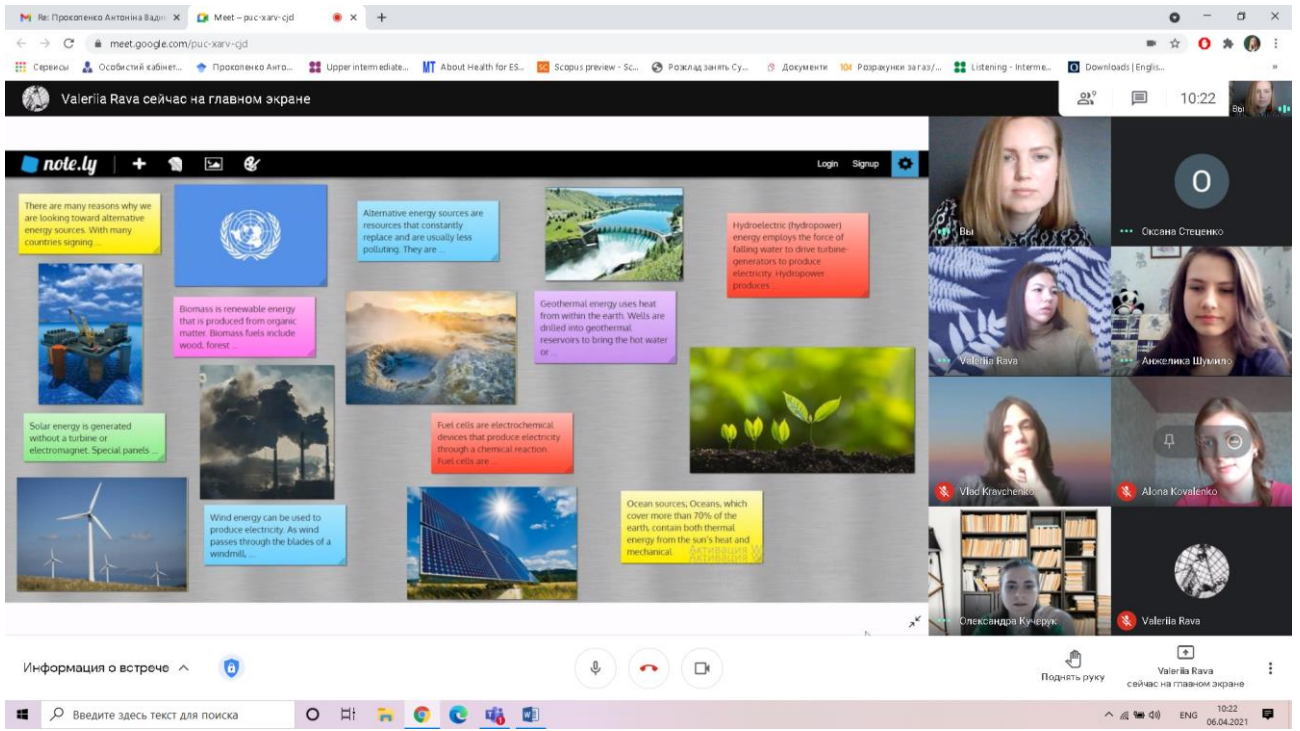 Re: Прокопенко Антоніна Вади
Meet – puc-xarv-cjd
meet.google.com/puc-xarv-cjd
Сервисы
Особистий кабінет...
Прокопенко Анто...
Upper intermediate...
About Health for ES...
Scopus preview - Sc...
Розклад занять Су...
Документи
Розрахунки за газ/...
Listening - Interme...
Downloads | Englis...
Valeriia Rava сейчас на главном экране
9
10:22
Вы
note.ly
Login
Signup
There are many reasons why we
are looking toward alternative
energy sources. With many
countries signing ...
Alternative energy sources are
resources that constantly
replace and are usually less
polluting. They are ...
Hydroelectric (hydropower)
energy employs the force of
falling water to drive turbine-
generators to produce
electricity. Hydropower
produces ...
Biomass is renewable energy
that is produced from organic
matter. Biomass fuels include
wood, forest ...
Geothermal energy uses heat
from within the earth. Wells are
drilled into geothermal
reservoirs to bring the hot water
or ...
Solar energy is generated
without a turbine or
electromagnet. Special panels ...
Fuel cells are electrochemical
devices that produce electricity
through a chemical reaction.
Fuel cells are ...
Wind energy can be used to
produce electricity. As wind
passes through the blades of a
windmill, ...
Ocean sources; Oceans, which
cover more than 70% of the
earth, contain both thermal
energy from the sun's heat and
mechanical
Вы
О
Оксана Стеценко
Valeriia Rava
Анжелика Шумило
Vlad Kravchenko
Alona Kovalenko
Олександра Кучерук
Valeriia Rava
Информация о встрече
Поднять руку
Valeriia Rava
сейчас на главном экране
Введите здесь текст для поиска
ENG
10:22
06.04.2021